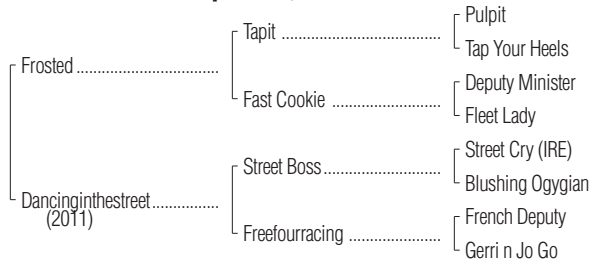 Pulpit
Tapit
Tap Your Heels
Frosted
Deputy Minister
Fast Cookie
Fleet Lady
Street Cry (IRE)
Street Boss
Blushing Ogygian
Dancinginthestreet
(2011)
French Deputy
Freefourracing
Gerri n Jo Go